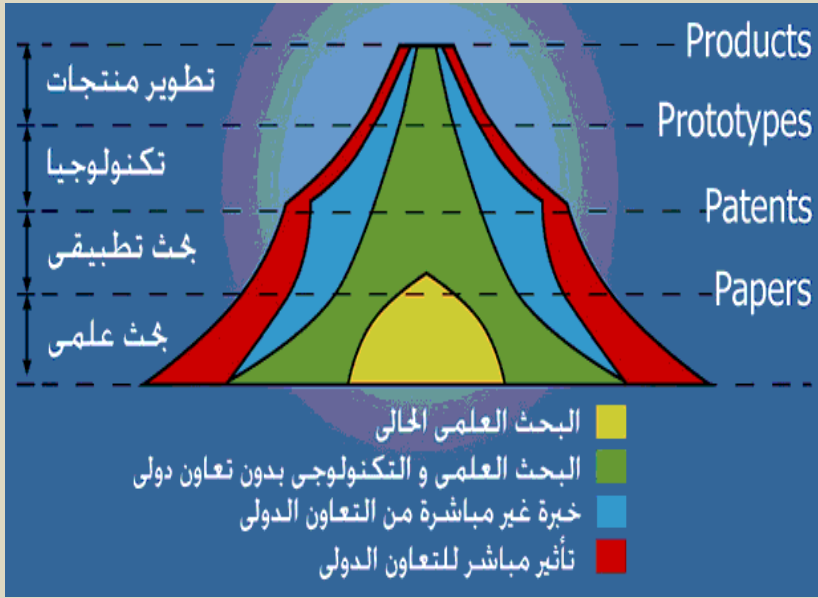 Products
تطوير منتجات
Prototypes
تكنولوجيا
Patents
بحث تطبيقى
Papers
بحث علمى
البحث العلمى الحالى
البحث العلمى و التكنولوجى بدون تعاون دولى
خبرة غير مباشرة من التعاون الدولى
تأثير مباشر للتعاون الدولى